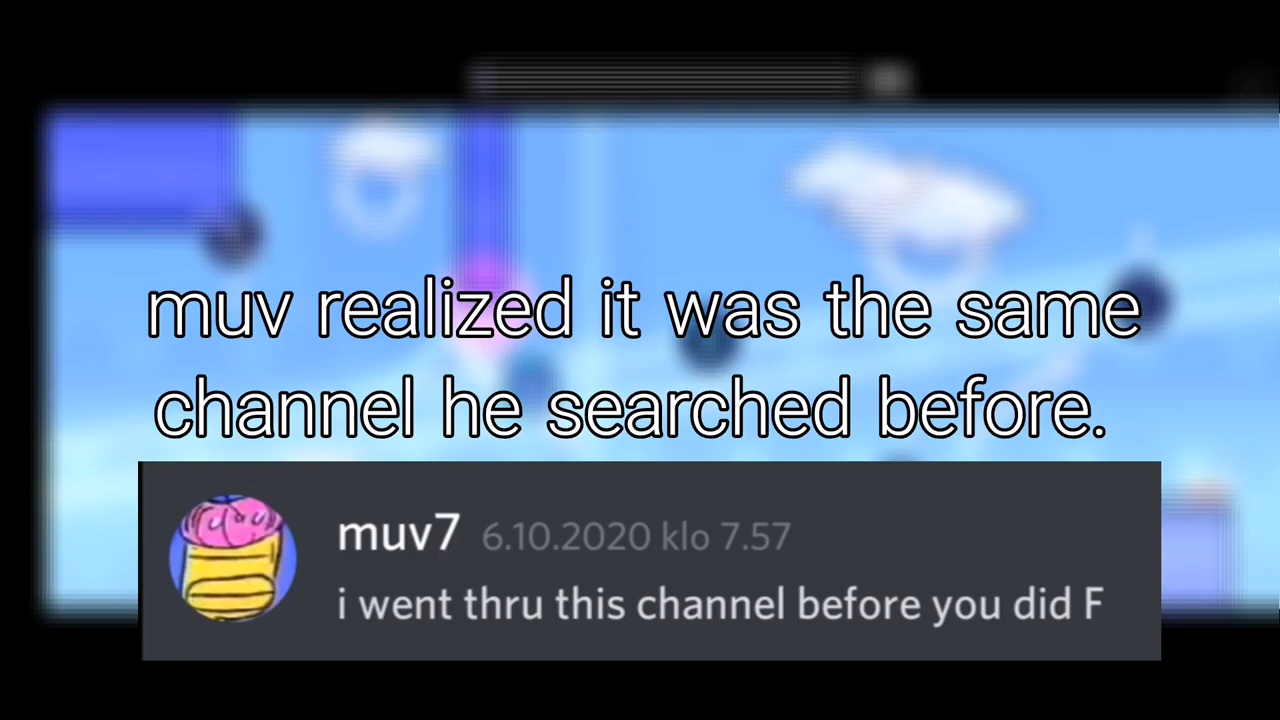 muv realized it was the same
channel he searched before.
muv7 6.10.2020 klo 7.57
i went thru this channel before you did F